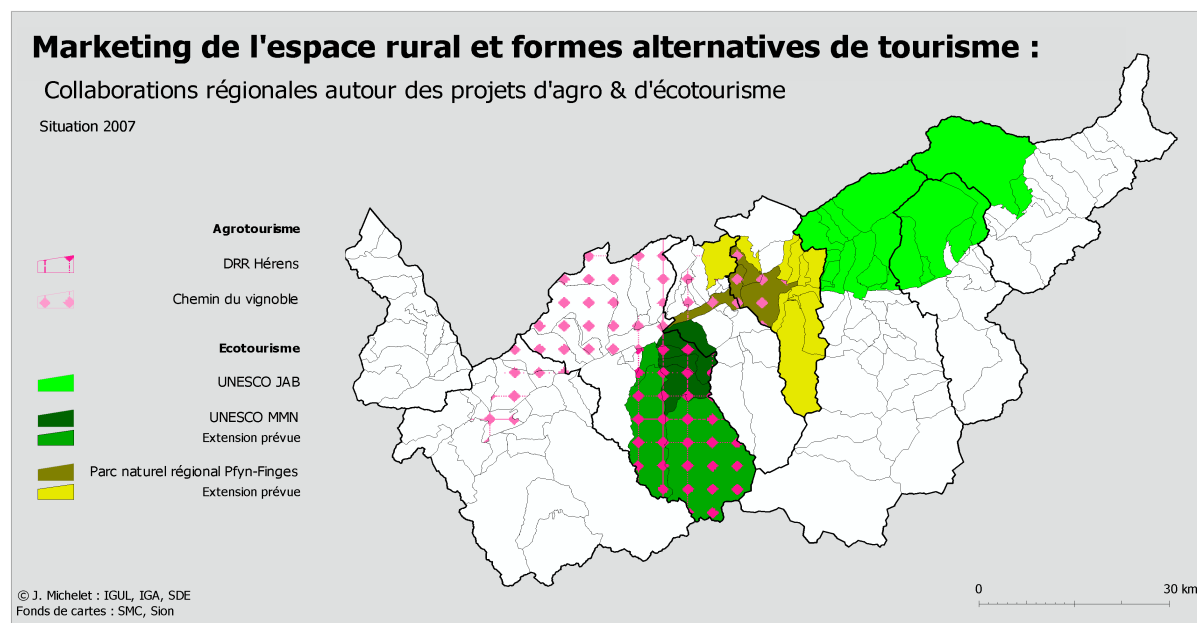 Marketing de l'espace rural et formes alternatives de tourisme :
Collaborations régionales autour des projets d'agro & d'écotourisme
Situation 2007
Agrotourisme
DRR Hérens
Chemin du vignoble
Ecotourisme
UNESCO JAB
UNESCO MMN
Extension prévue
Parc naturel régional Pfyn-Finges
Extension prévue
© J. Michelet : IGUL, IGA, SDE
Fonds de cartes : SMC, Sion
0 30 km